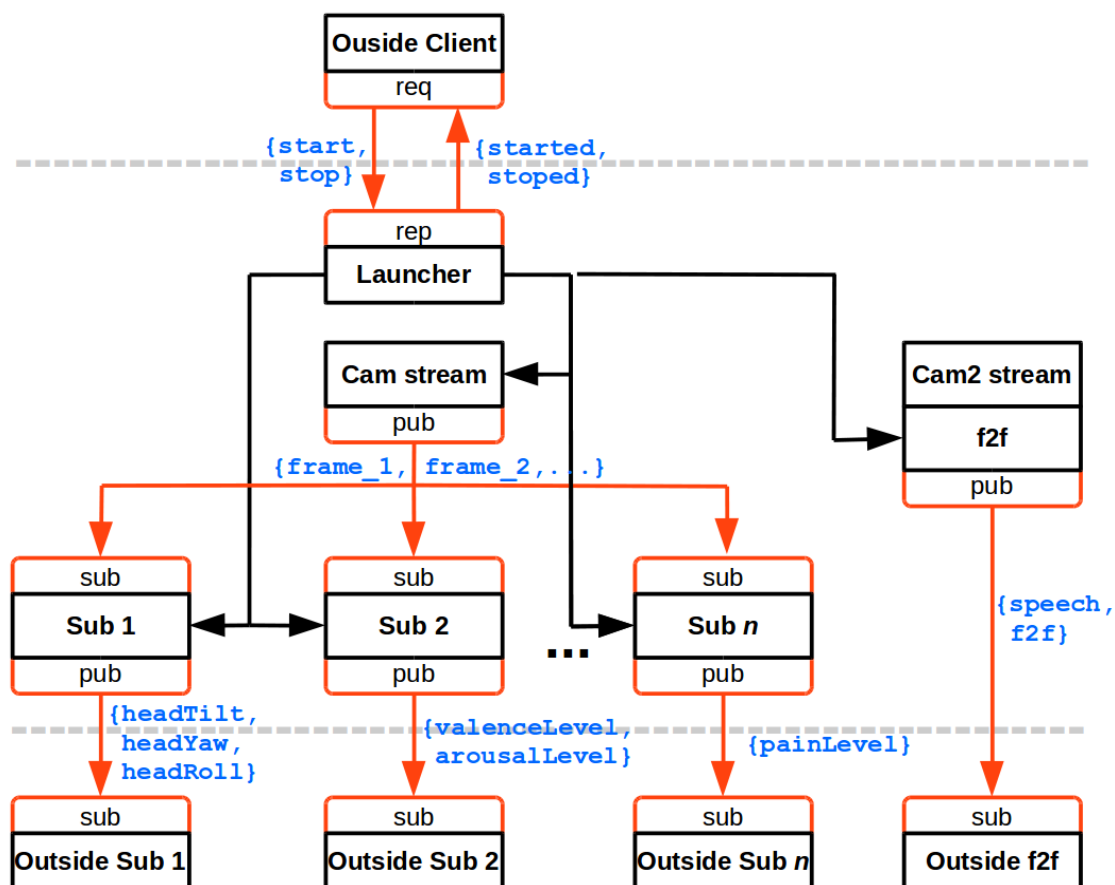 Ouside Client
req
{start,
stop}
{started,
stoped}
rep
Launcher
Cam stream
pub
Cam2 stream
f2f
pub
{frame_1, frame_2,...}
sub
Sub 1
pub
sub
Sub 2
pub
...
sub
Sub n
pub
{speech,
f2f}
{headTilt,
headYaw,
headRoll}
{valenceLevel,
arousalLevel}
{painLevel}
sub
Outside Sub 1
sub
Outside Sub 2
sub
Outside Sub n
sub
Outside f2f